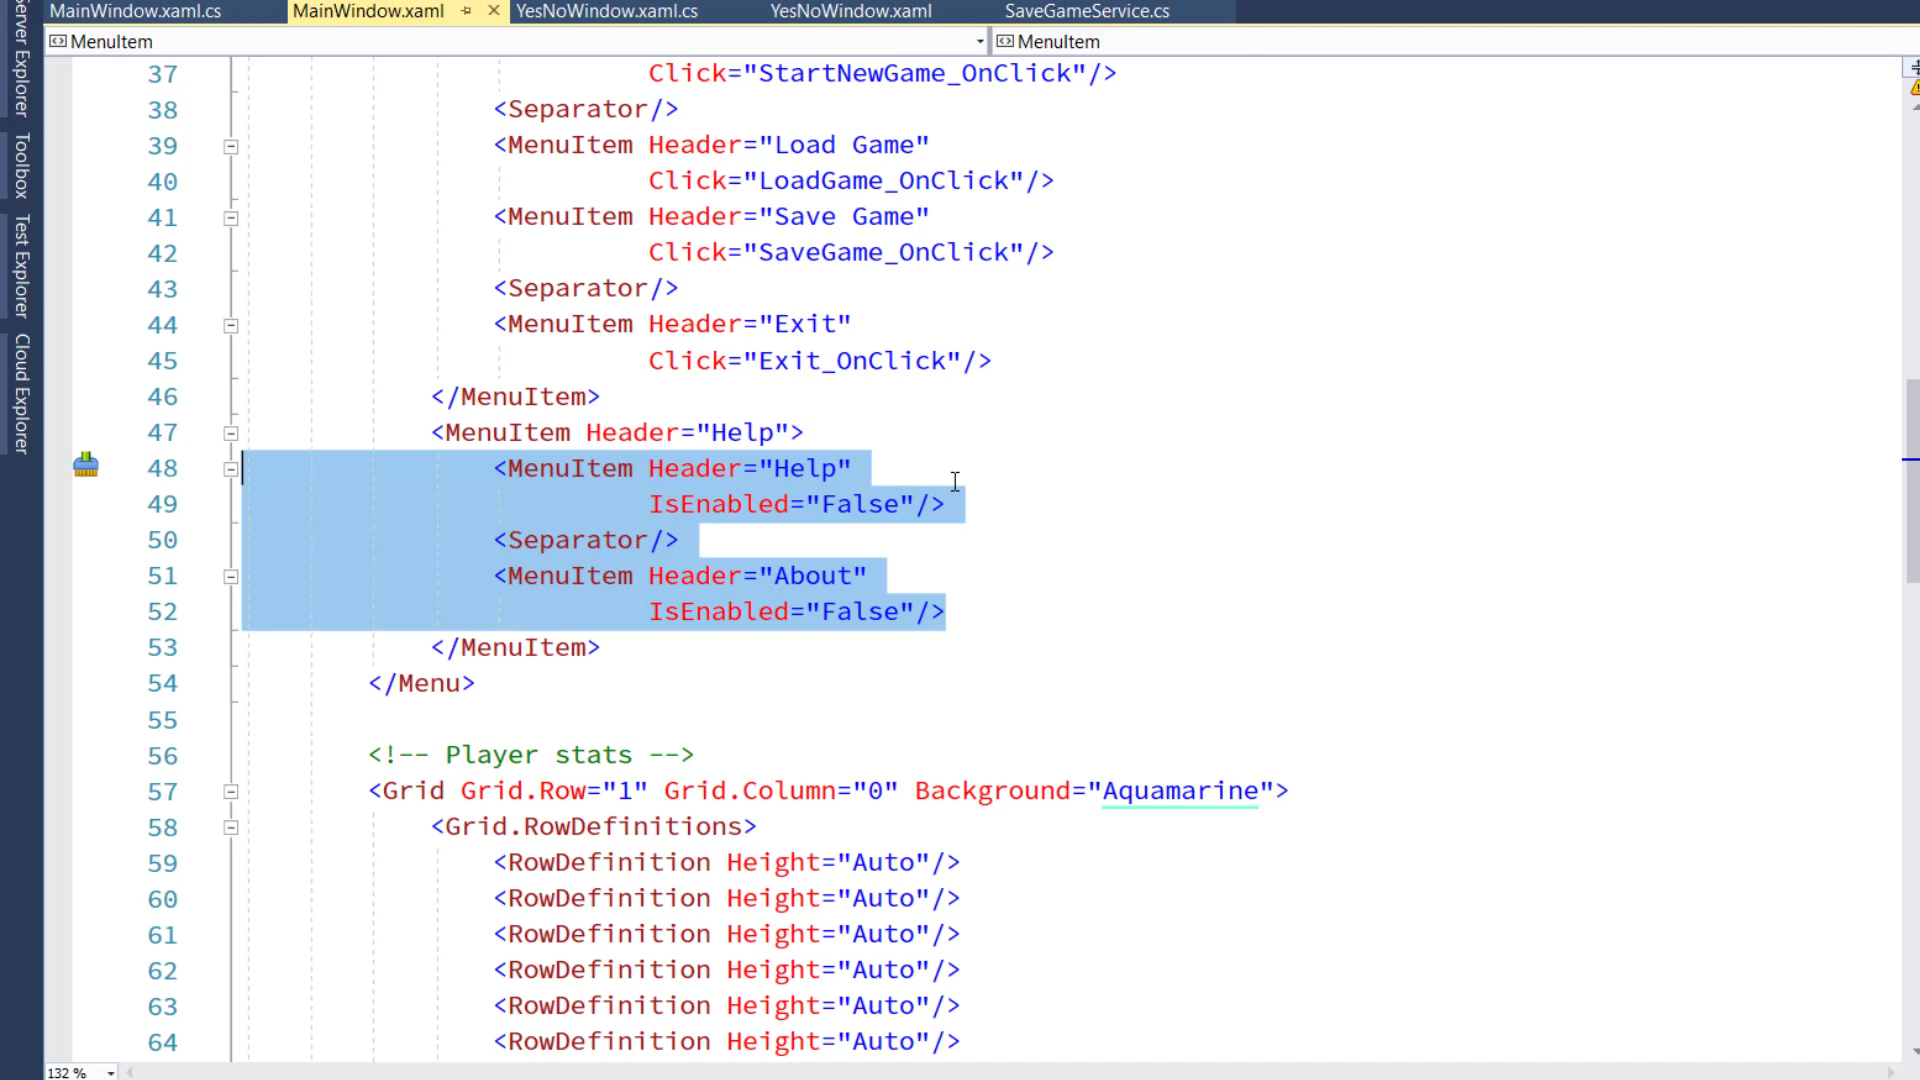 MainWindow.xaml.cs MainWindow.xaml YesNoWindow.xaml.cs YesNoWindow.xaml SaveGameService.cs
MenuItem MenuItem
Server Explorer
Toolbox
Test Explorer
Cloud Explorer
37 Click="StartNewGame_OnClick"/>
38 <Separator/>
39 <MenuItem Header="Load Game"
40 Click="LoadGame_OnClick"/>
41 <MenuItem Header="Save Game"
42 Click="SaveGame_OnClick"/>
43 <Separator/>
44 <MenuItem Header="Exit"
45 Click="Exit_OnClick"/>
46 </MenuItem>
47 <MenuItem Header="Help">
48 <MenuItem Header="Help"
49 IsEnabled="False"/>
50 <Separator/>
51 <MenuItem Header="About"
52 IsEnabled="False"/>
53 </MenuItem>
54 </Menu>
55
56 <!-- Player stats -->
57 <Grid Grid.Row="1" Grid.Column="0" Background="Aquamarine">
58 <Grid.RowDefinitions>
59 <RowDefinition Height="Auto"/>
60 <RowDefinition Height="Auto"/>
61 <RowDefinition Height="Auto"/>
62 <RowDefinition Height="Auto"/>
63 <RowDefinition Height="Auto"/>
64 <RowDefinition Height="Auto"/>
132 %